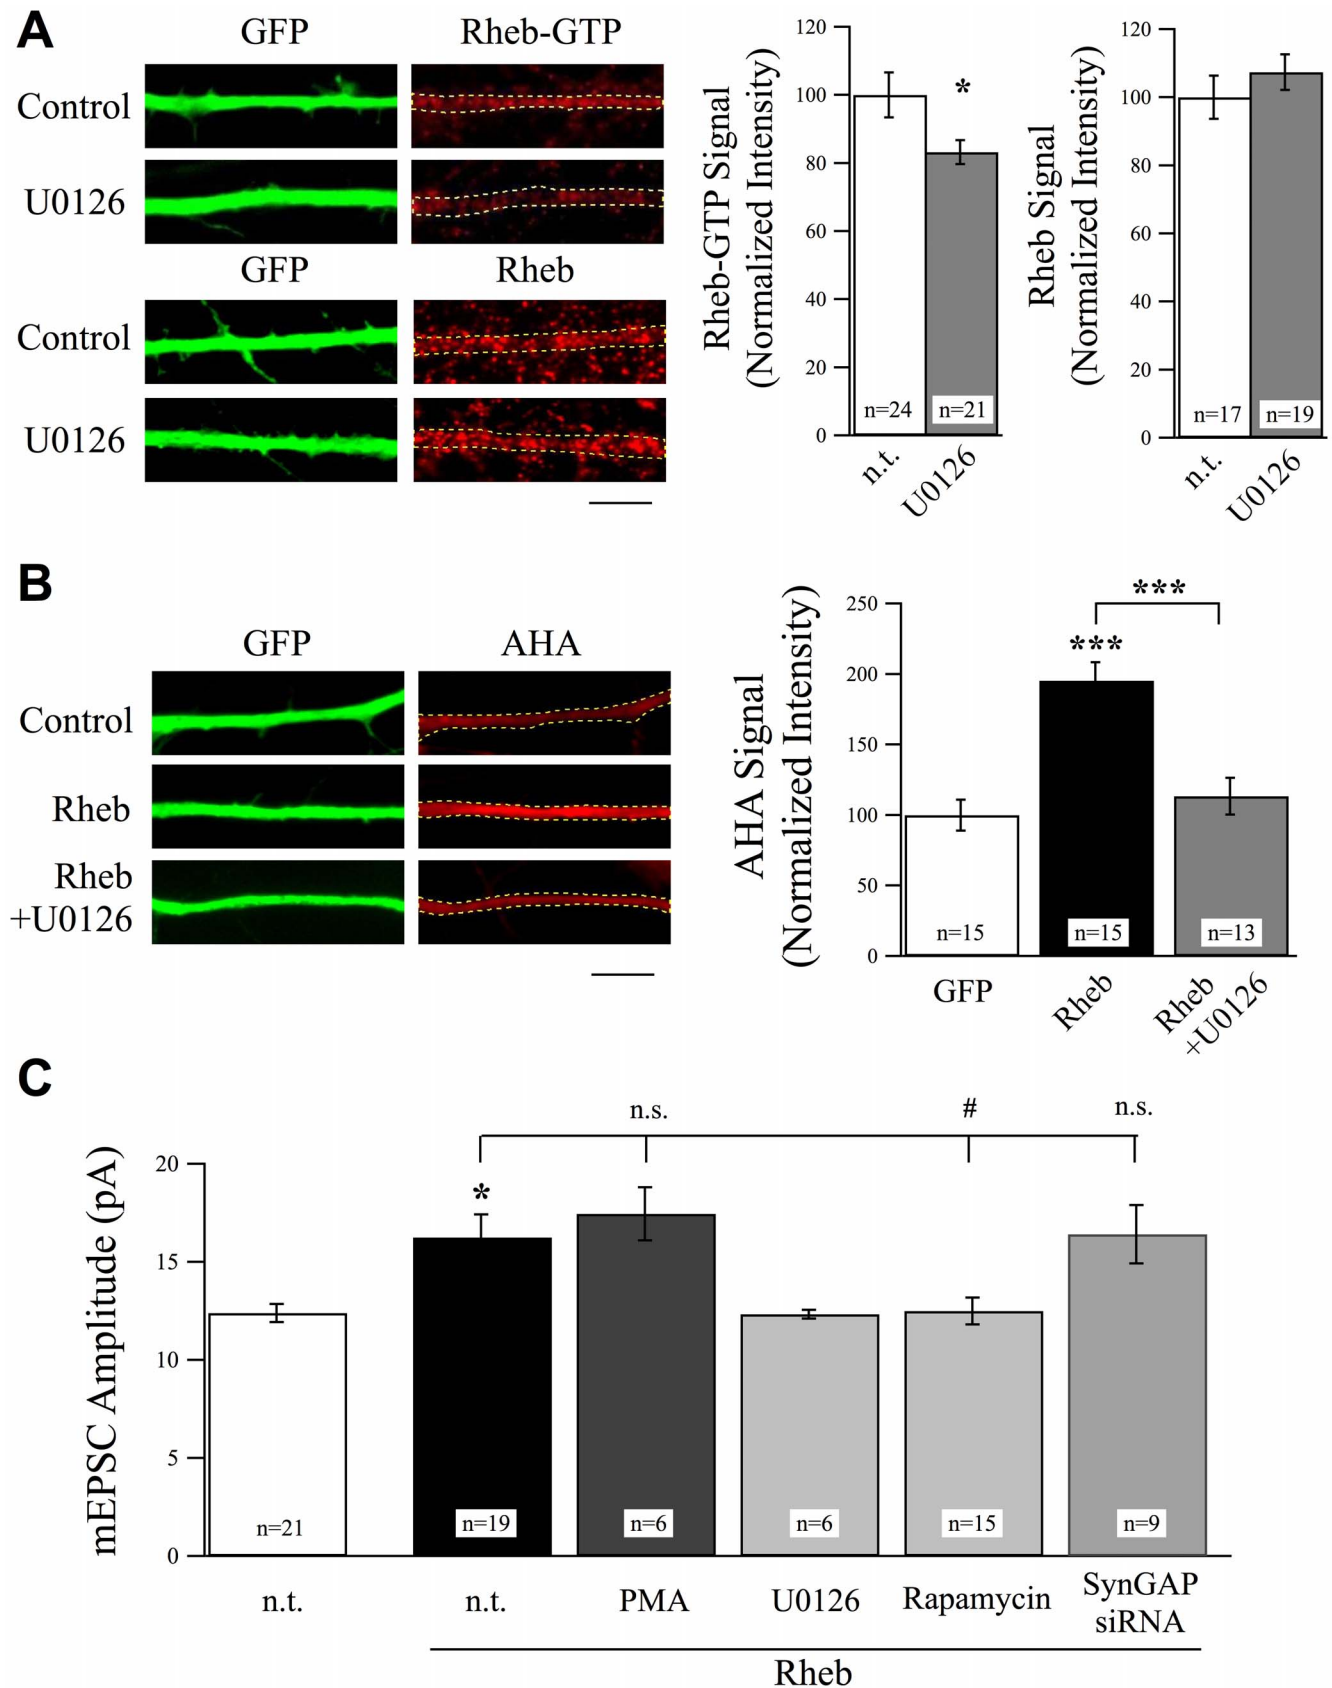 A
GFP
Rheb-GTP
Control
U0126
GFP
Rheb
Control
U0126
Rheb-GTP Signal
(Normalized Intensity)
120
100
80
60
40
20
0
*
n=24
n=21
n.t.
U0126
Rheb Signal
(Normalized Intensity)
120
100
80
60
40
20
0
n=17
n=19
n.t.
U0126
B
GFP
AHA
Control
Rheb
Rheb
+U0126
AHA Signal
(Normalized Intensity)
250
200
150
100
50
0
***
***
n=15
n=15
n=13
GFP
Rheb
Rheb
+U0126
C
mEPSC Amplitude (pA)
20
15
10
5
0
n.s.
#
n.s.
*
n=21
n=19
n=6
n=6
n=15
n=9
n.t.
n.t.
PMA
U0126
Rapamycin
SynGAP
siRNA
Rheb